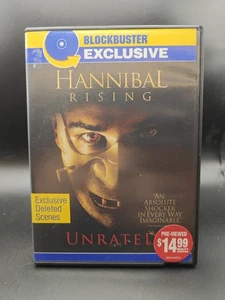 BLOCKBUSTER
EXCLUSIVE
HANNIBAL
RISING
"AN
ABSOLUTE
SHOCKER
IN EVERY WAY
IMAGINABLE."
Exclusive
Deleted
Scenes
UNRATED
PRE-VIEWED
$14.99